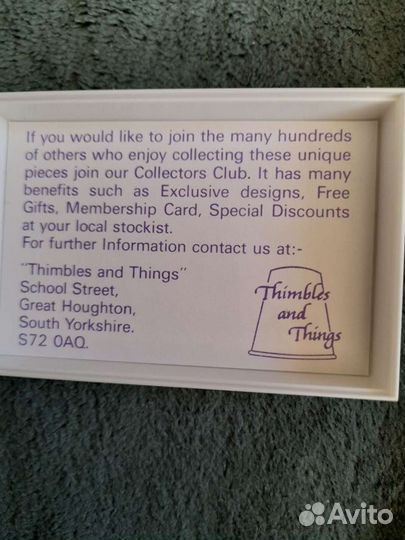 If you would like to join the many hundreds
of others who enjoy collecting these unique
pieces join our Collectors Club. It has many
benefits such as Exclusive designs, Free
Gifts, Membership Card, Special Discounts
at your local stockist.
For further Information contact us at:-
"Thimbles and Things"
School Street,
Great Houghton,
South Yorkshire.
S72 0AQ.
Thimbles
and
Things
Avito